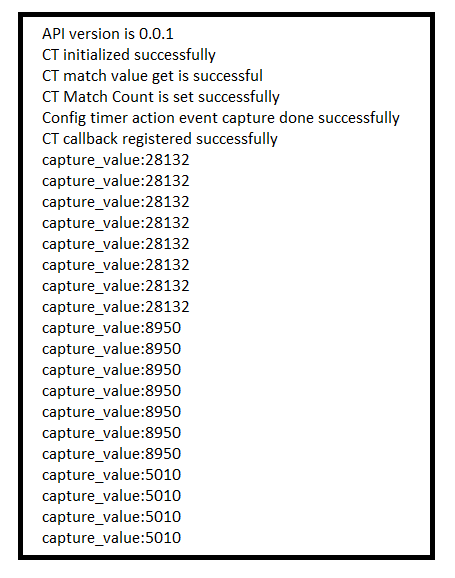 API version is 0.0.1
CT initialized successfully
CT match value get is successful
CT Match Count is set successfully
Config timer action event capture done successfully
CT callback registered successfully
capture_value:28132
capture_value:28132
capture_value:28132
capture_value:28132
capture_value:28132
capture_value:28132
capture_value:28132
capture_value:28132
capture_value:8950
capture_value:8950
capture_value:8950
capture_value:8950
capture_value:8950
capture_value:8950
capture_value:8950
capture_value:5010
capture_value:5010
capture_value:5010
capture_value:5010